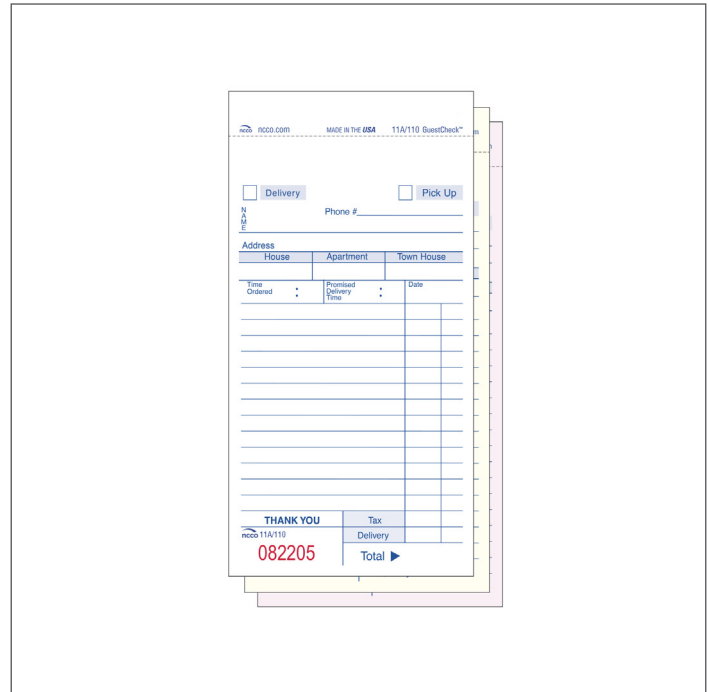 ncco ncco.com MADE IN THE USA 11A/110 GuestCheck™
Delivery Pick Up
NAME Phone #
Address
House Apartment Town House
Time Ordered : Promised Delivery Time : Date
THANK YOU Tax
ncco 11A/110 Delivery
082205 Total ▶